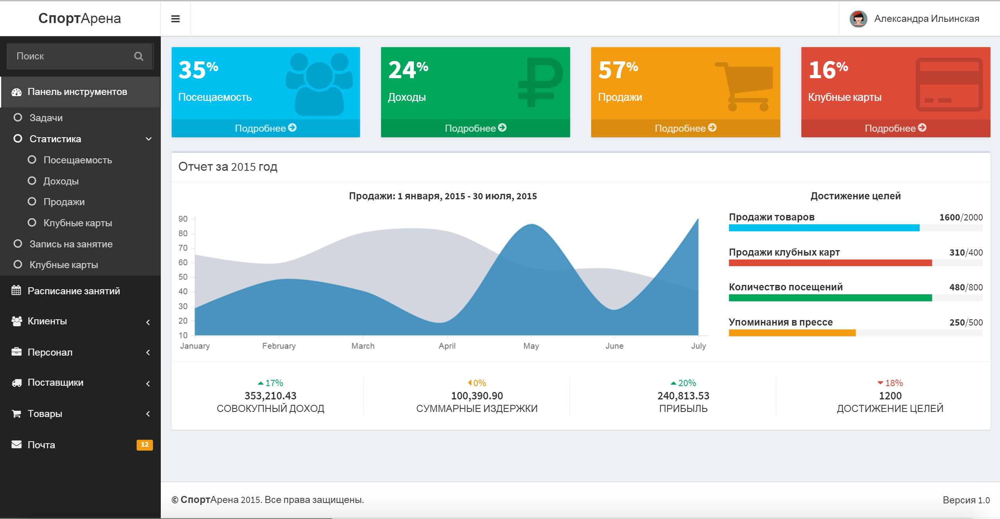 СпортАрена
Александра Ильинская
Поиск
Панель инструментов
Задачи
Статистика
Посещаемость
Доходы
Продажи
Клубные карты
Запись на занятие
Клубные карты
Расписание занятий
Клиенты
Персонал
Поставщики
Товары
Почта 12
35%
Посещаемость
Подробнее
24%
Доходы
Подробнее
57%
Продажи
Подробнее
16%
Клубные карты
Подробнее
Отчет за 2015 год
Продажи: 1 января, 2015 - 30 июля, 2015
90
80
70
60
50
40
30
20
10
January February March April May June July
Достижение целей
Продажи товаров 1600/2000
Продажи клубных карт 310/400
Количество посещений 480/800
Упоминания в прессе 250/500
17%
353,210.43
СОВОКУПНЫЙ ДОХОД
0%
100,390.90
СУММАРНЫЕ ИЗДЕРЖКИ
20%
240,813.53
ПРИБЫЛЬ
18%
1200
ДОСТИЖЕНИЕ ЦЕЛЕЙ
© СпортАрена 2015. Все права защищены.
Версия 1.0